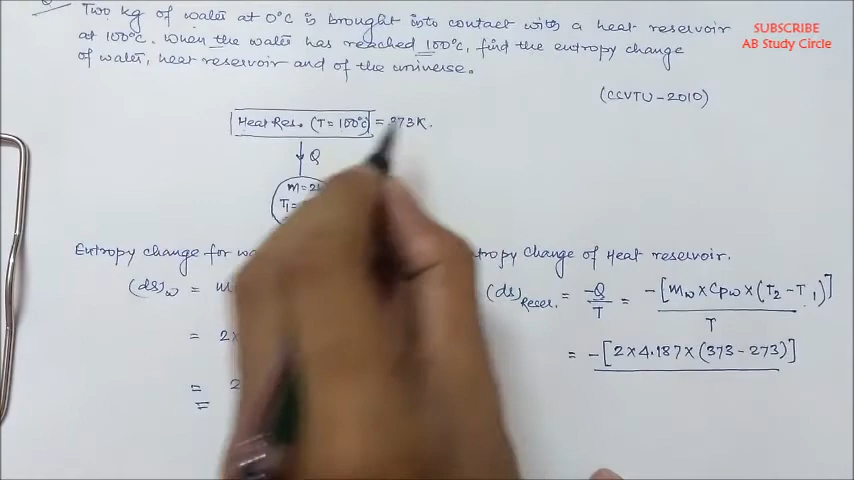 Two kg of water at 0°C is brought into contact with a heat reservoir
at 100°C. when the water has reached 100°C, find the entropy change
of water, heat reservoir and of the universe.
(CCVTU-2010)
SUBSCRIBE
AB Study Circle
Heat Res. (T = 100°C) = 373K.
Q
m = 2
T1 =
Entropy change for
(ds)w = m
= 2×
= 2
tropy change of Heat reservoir.
(ds)Reser. = -Q/T = -[mw × Cpw × (T2 - T1)]/T
= -[2×4.187×(373-273)]